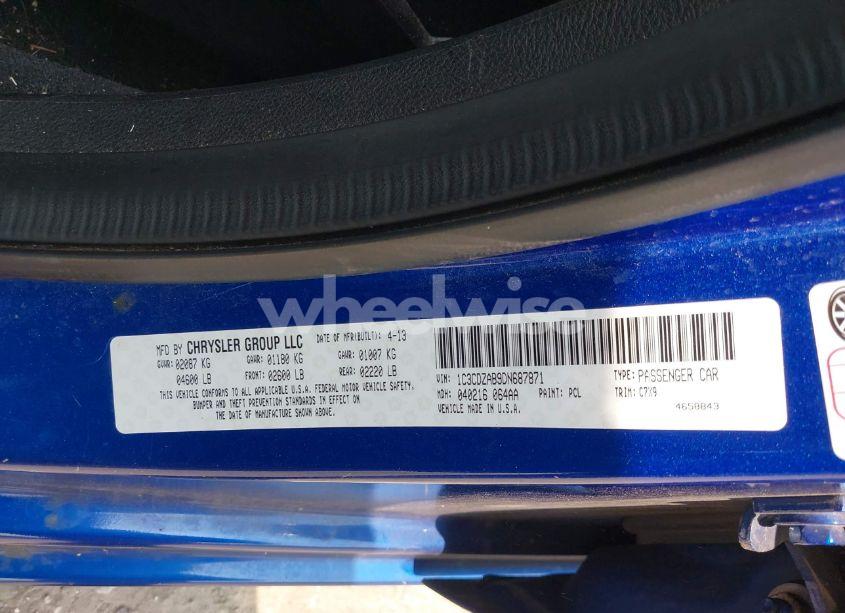 wheelwise
MFD BY CHRYSLER GROUP LLC DATE OF MFR(BUILT): 4-13
GVWR: 02087 KG GAWR: 01180 KG GAWR: 01007 KG
04600 LB FRONT: 02600 LB REAR: 02220 LB
THIS VEHICLE CONFORMS TO ALL APPLICABLE U.S.A. FEDERAL MOTOR VEHICLE SAFETY,
BUMPER AND THEFT PREVENTION STANDARDS IN EFFECT ON
THE DATE OF MANUFACTURE SHOWN ABOVE.
VIN: 1C3CDZAB9DN687871 TYPE: PASSENGER CAR
MDH: 040216 064AA PAINT: PCL TRIM: C7X9
VEHICLE MADE IN U.S.A. 4658843